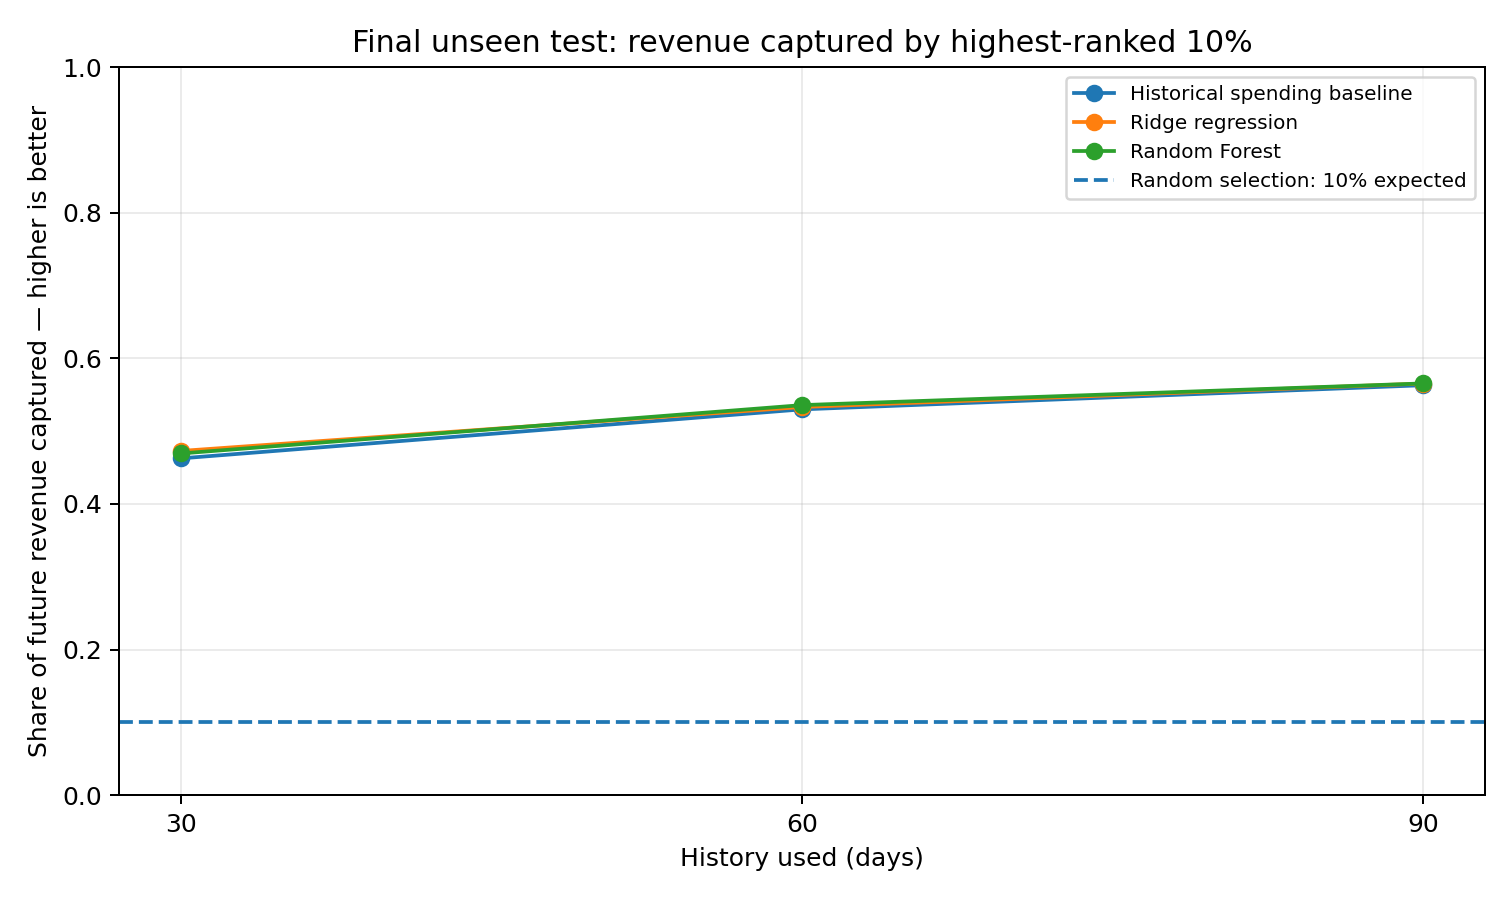 Final unseen test: revenue captured by highest-ranked 10%
Share of future revenue captured — higher is better
1.0
0.8
0.6
0.4
0.2
0.0
Historical spending baseline
Ridge regression
Random Forest
Random selection: 10% expected
30
60
90
History used (days)